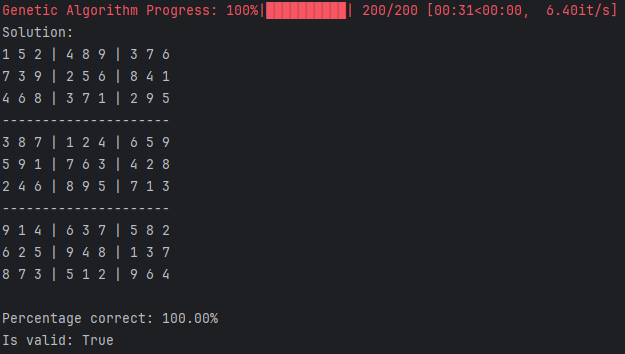 Genetic Algorithm Progress: 100%|██████████| 200/200 [00:31<00:00,  6.40it/s]
Solution:
1 5 2 | 4 8 9 | 3 7 6
7 3 9 | 2 5 6 | 8 4 1
4 6 8 | 3 7 1 | 2 9 5
---------------------
3 8 7 | 1 2 4 | 6 5 9
5 9 1 | 7 6 3 | 4 2 8
2 4 6 | 8 9 5 | 7 1 3
---------------------
9 1 4 | 6 3 7 | 5 8 2
6 2 5 | 9 4 8 | 1 3 7
8 7 3 | 5 1 2 | 9 6 4
Percentage correct: 100.00%
Is valid: True